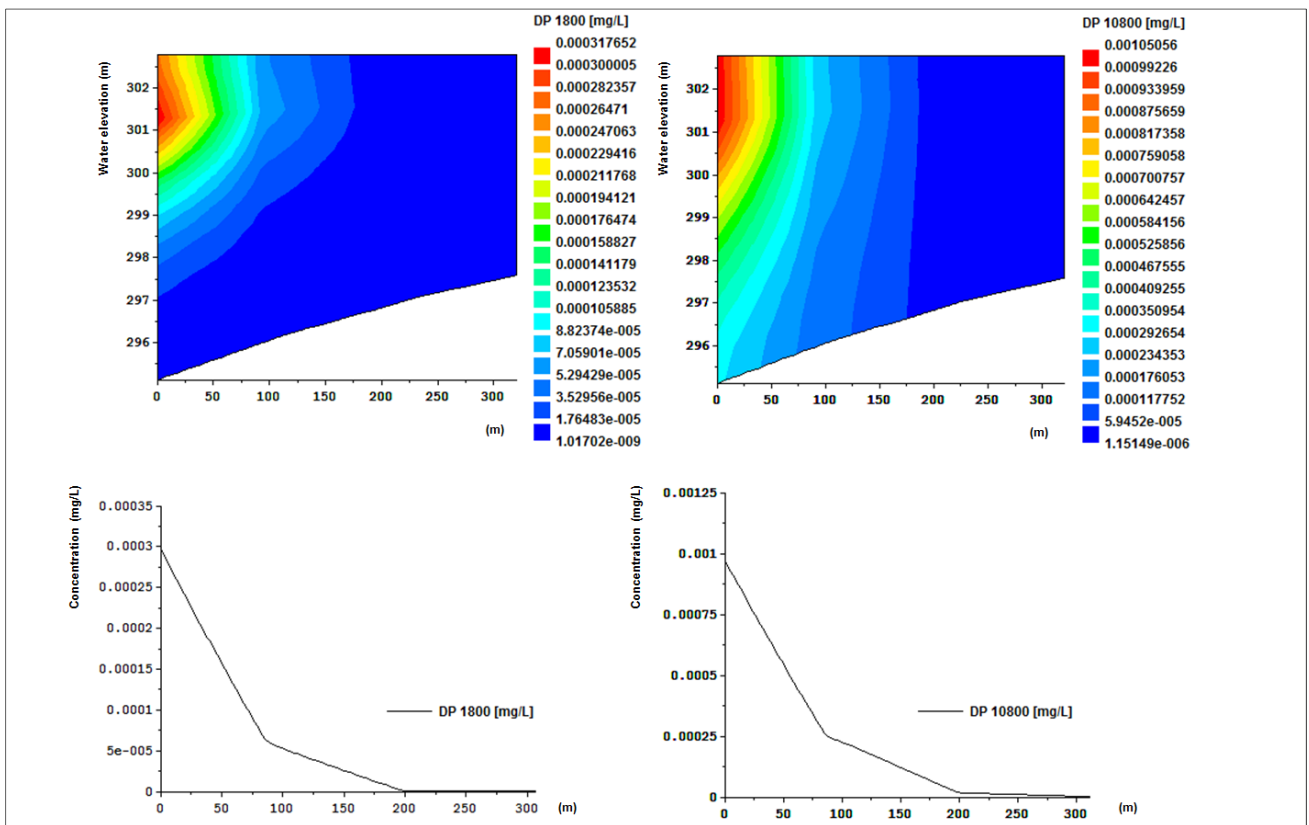 DP 1800 [mg/L]
0.000317652
0.000300005
0.000282357
0.00026471
0.000247063
0.000229416
0.000211768
0.000194121
0.000176474
0.000158827
0.000141179
0.000123532
0.000105885
8.82374e-005
7.05901e-005
5.29429e-005
3.52956e-005
1.76483e-005
1.01702e-009
Water elevation (m)
302
301
300
299
298
297
296
0 50 100 150 200 250 300
(m)
DP 10800 [mg/L]
0.00105056
0.00099226
0.000933959
0.000875659
0.000817358
0.000759058
0.000700757
0.000642457
0.000584156
0.000525856
0.000467555
0.000409255
0.000350954
0.000292654
0.000234353
0.000176053
0.000117752
5.9452e-005
1.15149e-006
Water elevation (m)
302
301
300
299
298
297
296
0 50 100 150 200 250 300
(m)
Concentration (mg/L)
0.00035
0.0003
0.00025
0.0002
0.00015
0.0001
5e-005
0
DP 1800 [mg/L]
0 50 100 150 200 250 300
(m)
Concentration (mg/L)
0.00125
0.001
0.00075
0.0005
0.00025
0
DP 10800 [mg/L]
0 50 100 150 200 250 300
(m)